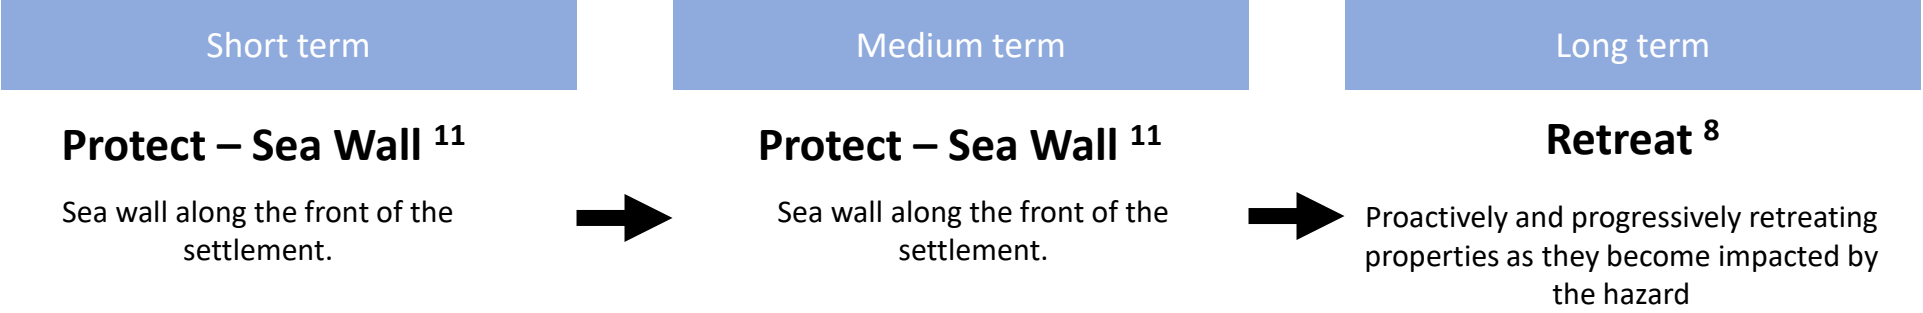 Short term
Protect – Sea Wall 11
Sea wall along the front of the
settlement.
Medium term
Protect – Sea Wall 11
Sea wall along the front of the
settlement.
Long term
Retreat 8
Proactively and progressively retreating
properties as they become impacted by
the hazard